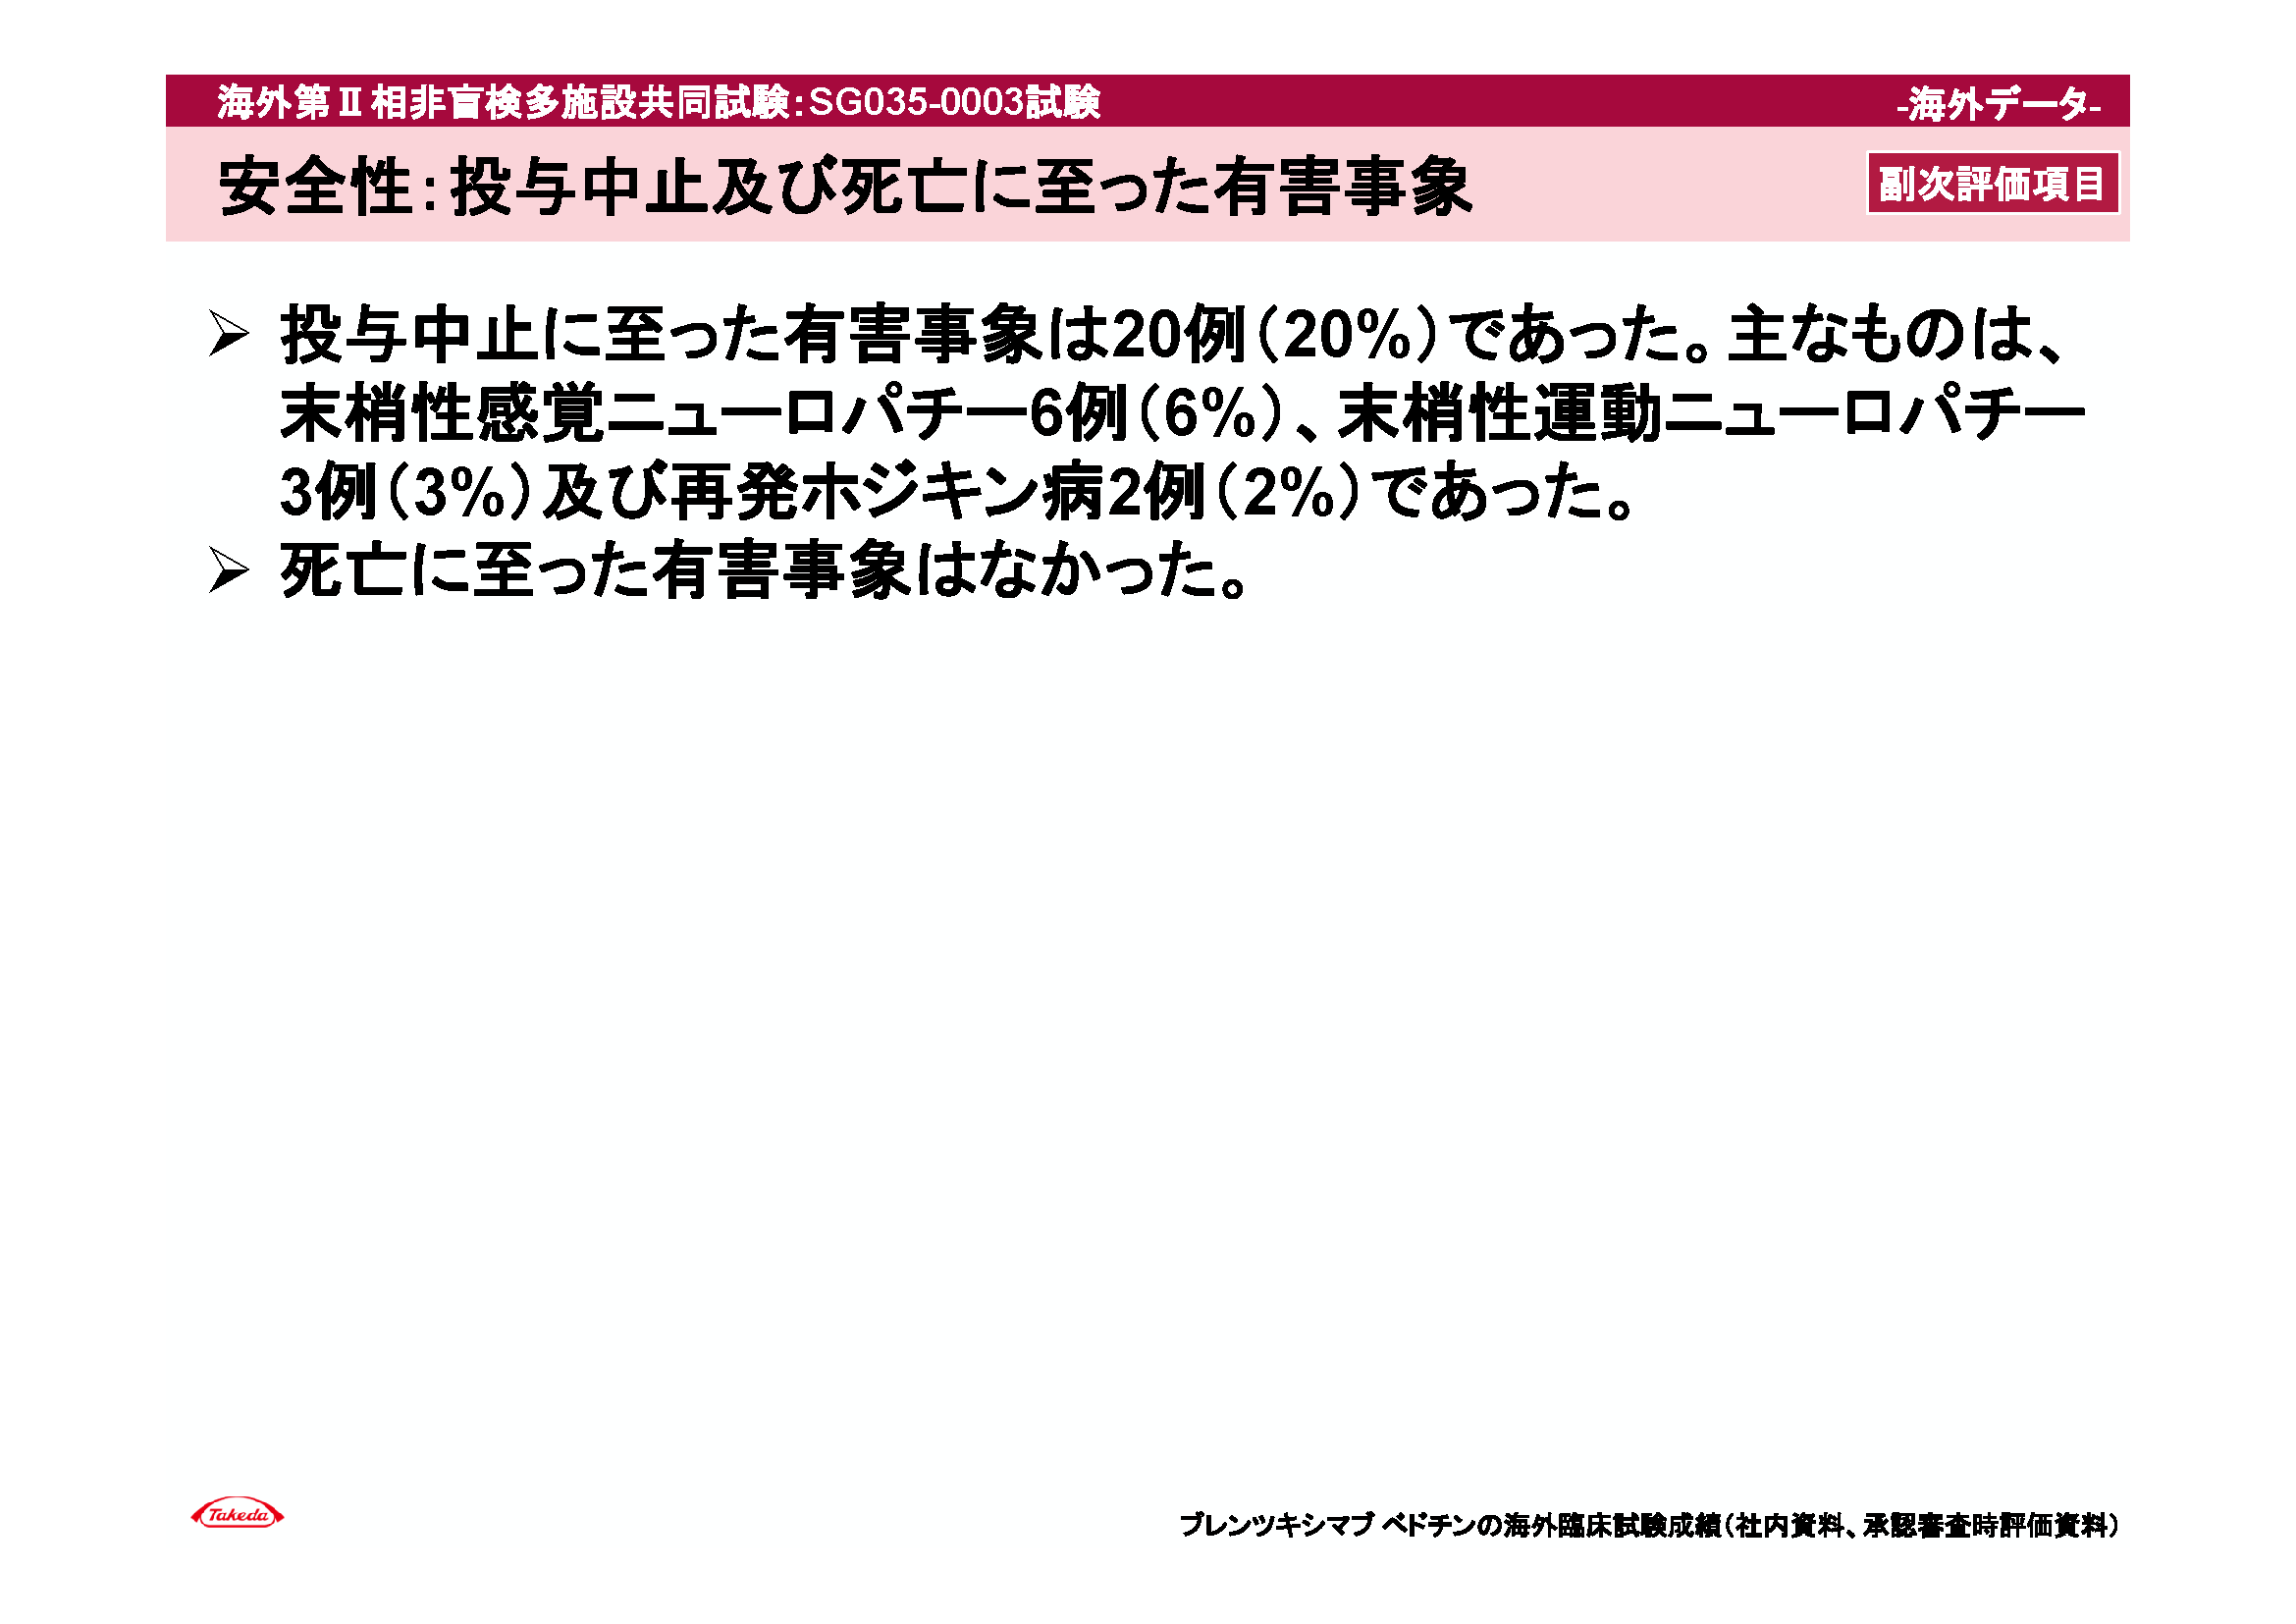 海外第Ⅱ相非盲検多施設共同試験：SG035-0003試験
-海外データ-
安全性：投与中止及び死亡に至った有害事象
副次評価項目
➢ 投与中止に至った有害事象は20例（20%）であった。主なものは、
末梢性感覚ニューロパチー6例（6%）、末梢性運動ニューロパチー
3例（3%）及び再発ホジキン病2例（2%）であった。
➢ 死亡に至った有害事象はなかった。
Takeda
ブレンツキシマブ ベドチンの海外臨床試験成績（社内資料、承認審査時評価資料）